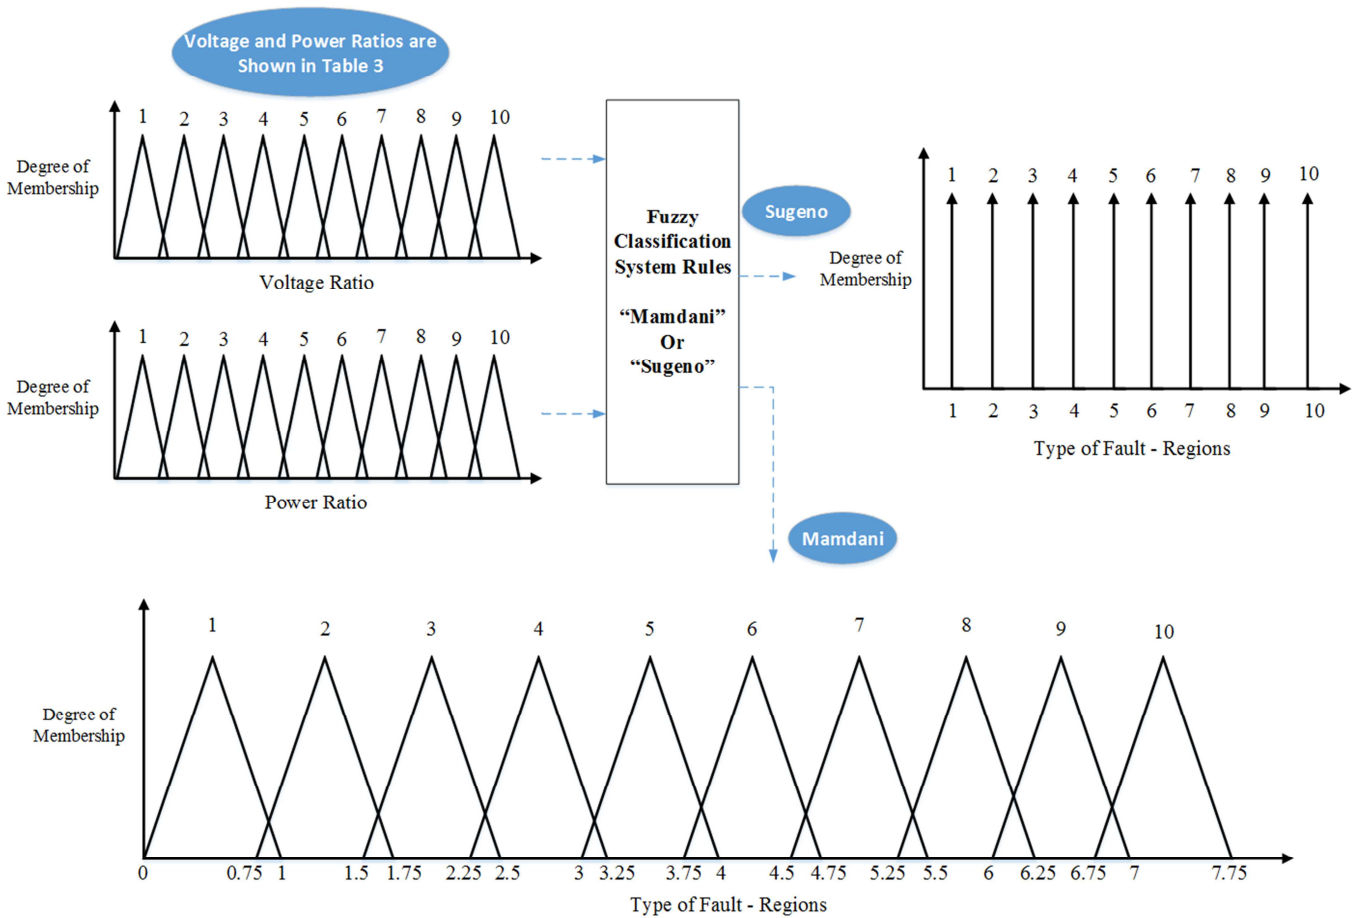 Voltage and Power Ratios are
Shown in Table 3
1 2 3 4 5 6 7 8 9 10
Degree of
Membership
Voltage Ratio
1 2 3 4 5 6 7 8 9 10
Degree of
Membership
Power Ratio
Fuzzy
Classification
System Rules
“Mamdani”
Or
“Sugeno”
Sugeno
1 2 3 4 5 6 7 8 9 10
Degree of
Membership
1 2 3 4 5 6 7 8 9 10
Type of Fault - Regions
Mamdani
1 2 3 4 5 6 7 8 9 10
Degree of
Membership
0 0.75 1 1.5 1.75 2.25 2.5 3 3.25 3.75 4 4.5 4.75 5.25 5.5 6 6.25 6.75 7 7.75
Type of Fault - Regions